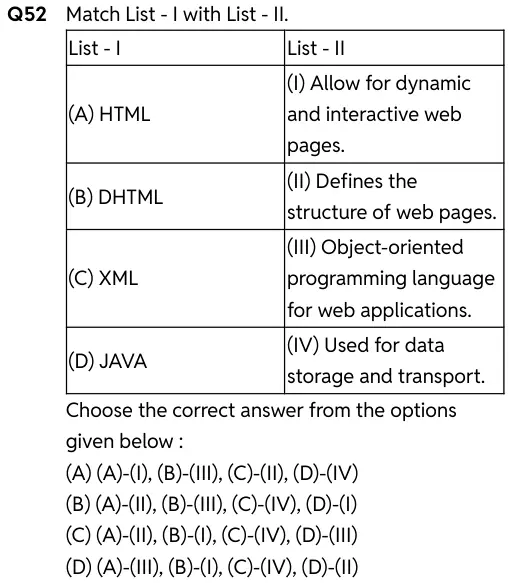 Q52 Match List - I with List - II.
List - I List - II
(A) HTML (I) Allow for dynamic
and interactive web
pages.
(B) DHTML (II) Defines the
structure of web pages.
(C) XML (III) Object-oriented
programming language
for web applications.
(D) JAVA (IV) Used for data
storage and transport.
Choose the correct answer from the options
given below :
(A) (A)-(I), (B)-(III), (C)-(II), (D)-(IV)
(B) (A)-(II), (B)-(III), (C)-(IV), (D)-(I)
(C) (A)-(II), (B)-(I), (C)-(IV), (D)-(III)
(D) (A)-(III), (B)-(I), (C)-(IV), (D)-(II)